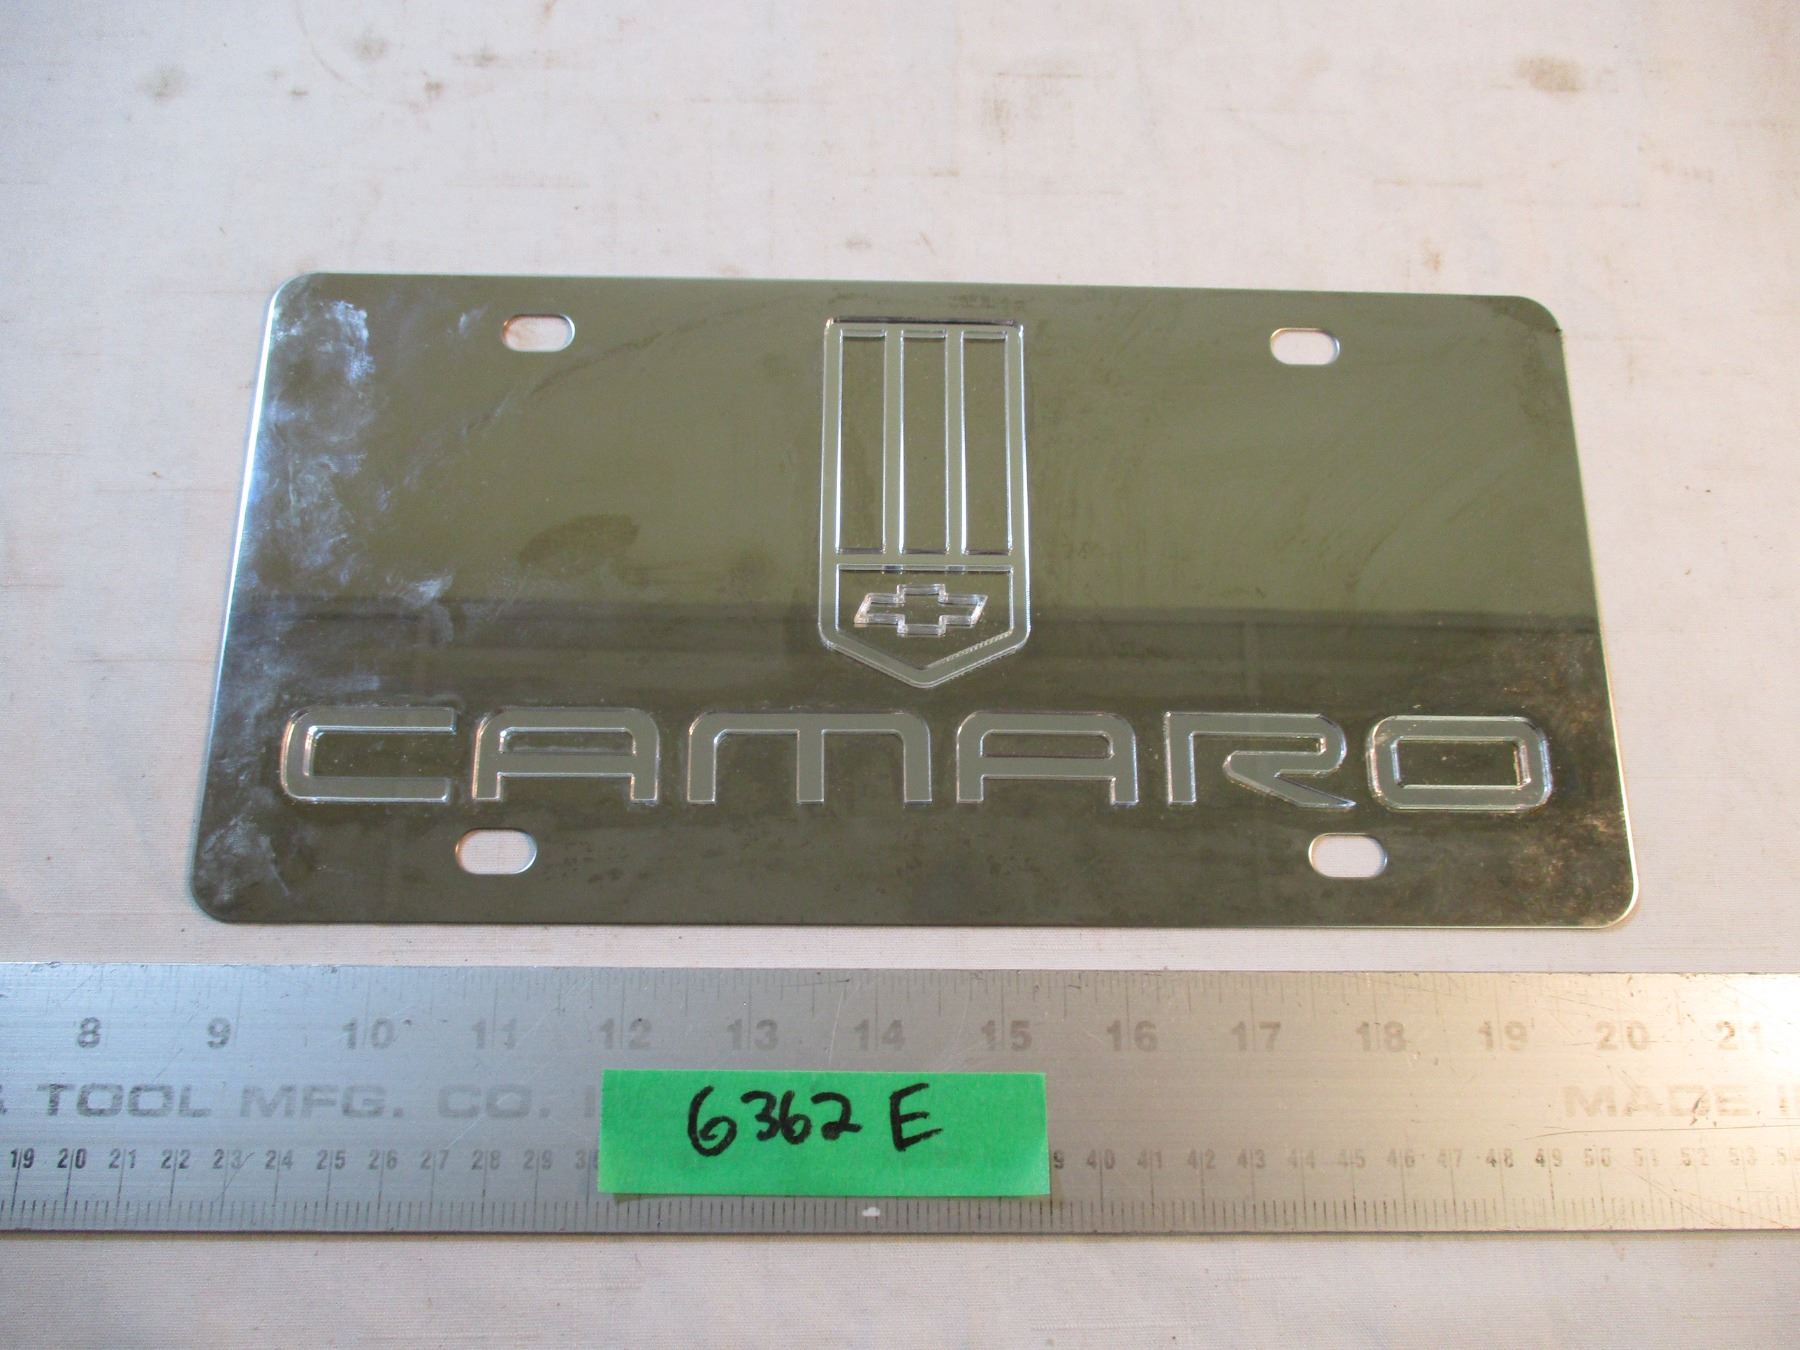 CAMARO
8 9 10 11 12 13 14 15 16 17 18 19 20 21
TOOL MFG. CO. MADE
6362 E
19 20 21 22 23 24 25 26 27 28 29 40 41 42 43 44 45 46 47 48 49 50 51 52 53